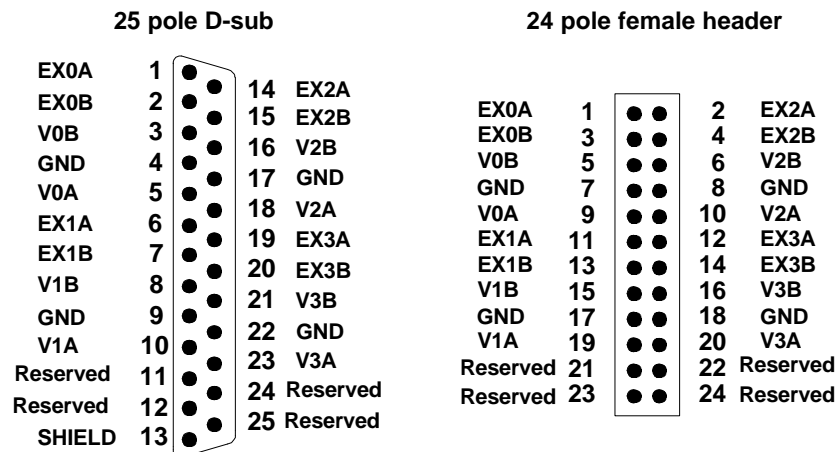 25 pole D-sub
EX0A 1
EX0B 2
V0B 3
GND 4
V0A 5
EX1A 6
EX1B 7
V1B 8
GND 9
V1A 10
Reserved 11
Reserved 12
SHIELD 13
14 EX2A
15 EX2B
16 V2B
17 GND
18 V2A
19 EX3A
20 EX3B
21 V3B
22 GND
23 V3A
24 Reserved
25 Reserved
24 pole female header
EX0A 1 2 EX2A
EX0B 3 4 EX2B
V0B 5 6 V2B
GND 7 8 GND
V0A 9 10 V2A
EX1A 11 12 EX3A
EX1B 13 14 EX3B
V1B 15 16 V3B
GND 17 18 GND
V1A 19 20 V3A
Reserved 21 22 Reserved
Reserved 23 24 Reserved